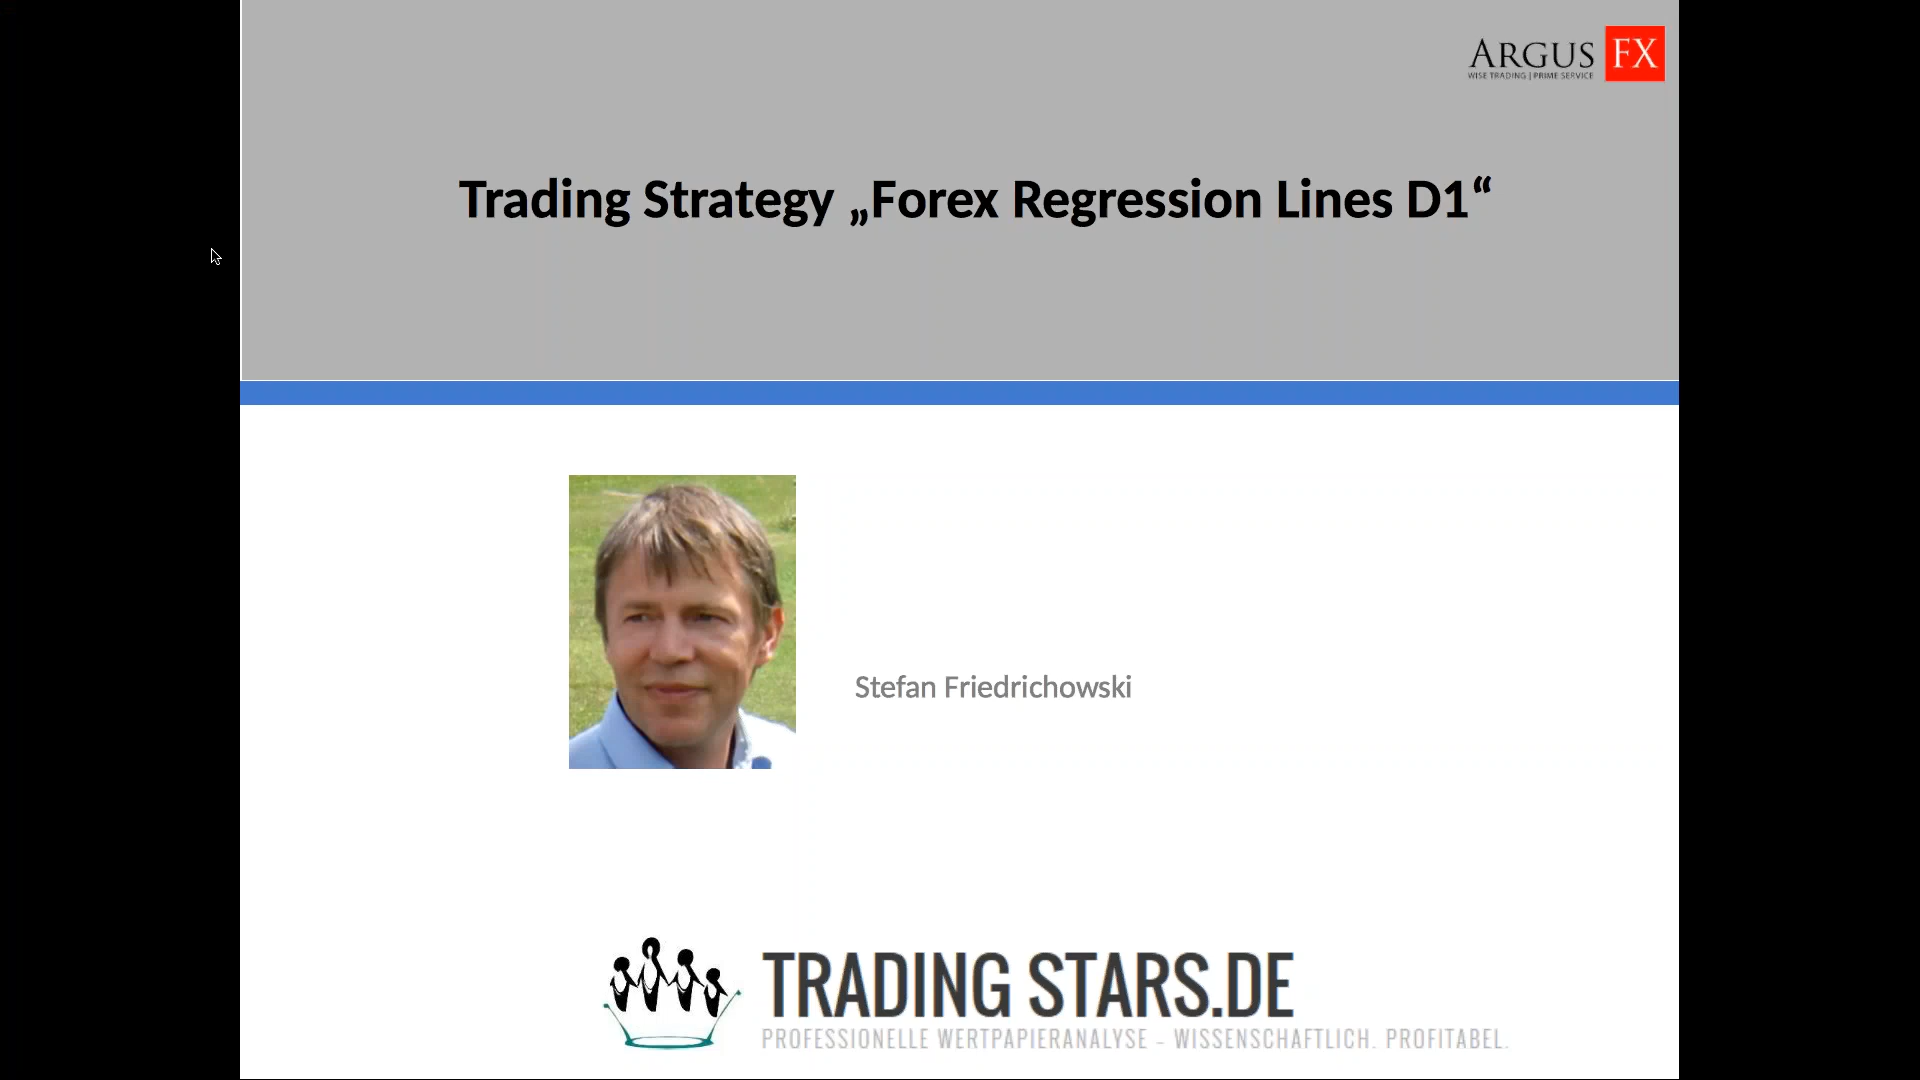 ARGUS FX
WISE TRADING | PRIME SERVICE
Trading Strategy „Forex Regression Lines D1“
Stefan Friedrichowski
TRADING STARS.DE
PROFESSIONELLE WERTPAPIERANALYSE – WISSENSCHAFTLICH. PROFITABEL.